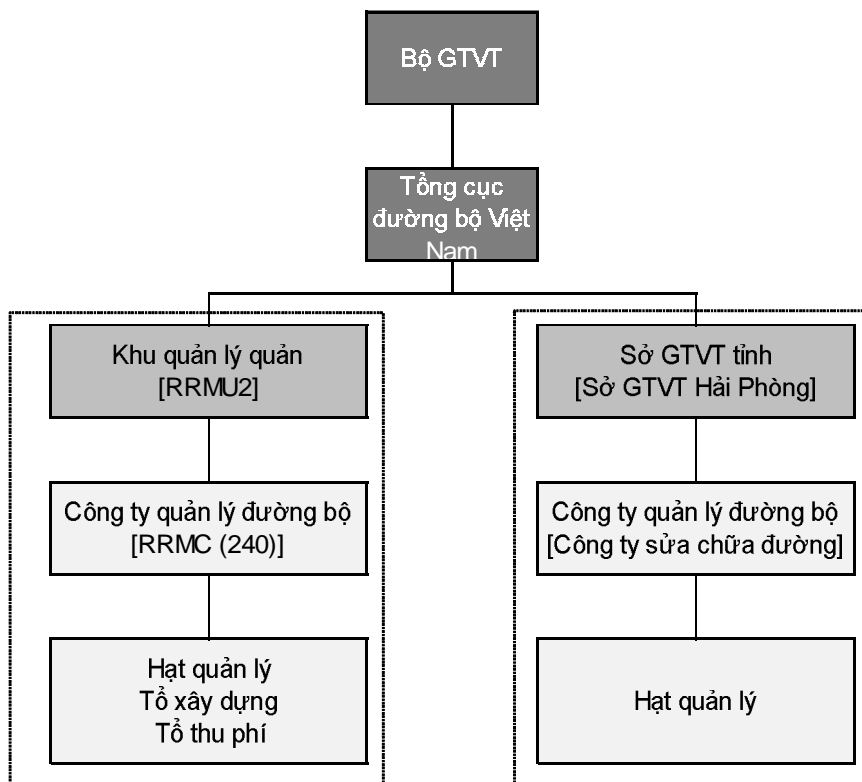 Bộ GTVT
Tổng cục
đường bộ Việt
Nam
Khu quản lý quản
[RRMU2]
Sở GTVT tỉnh
[Sở GTVT Hải Phòng]
Công ty quản lý đường bộ
[RRMC (240)]
Công ty quản lý đường bộ
[Công ty sửa chữa đường]
Hạt quản lý
Tổ xây dựng
Tổ thu phí
Hạt quản lý